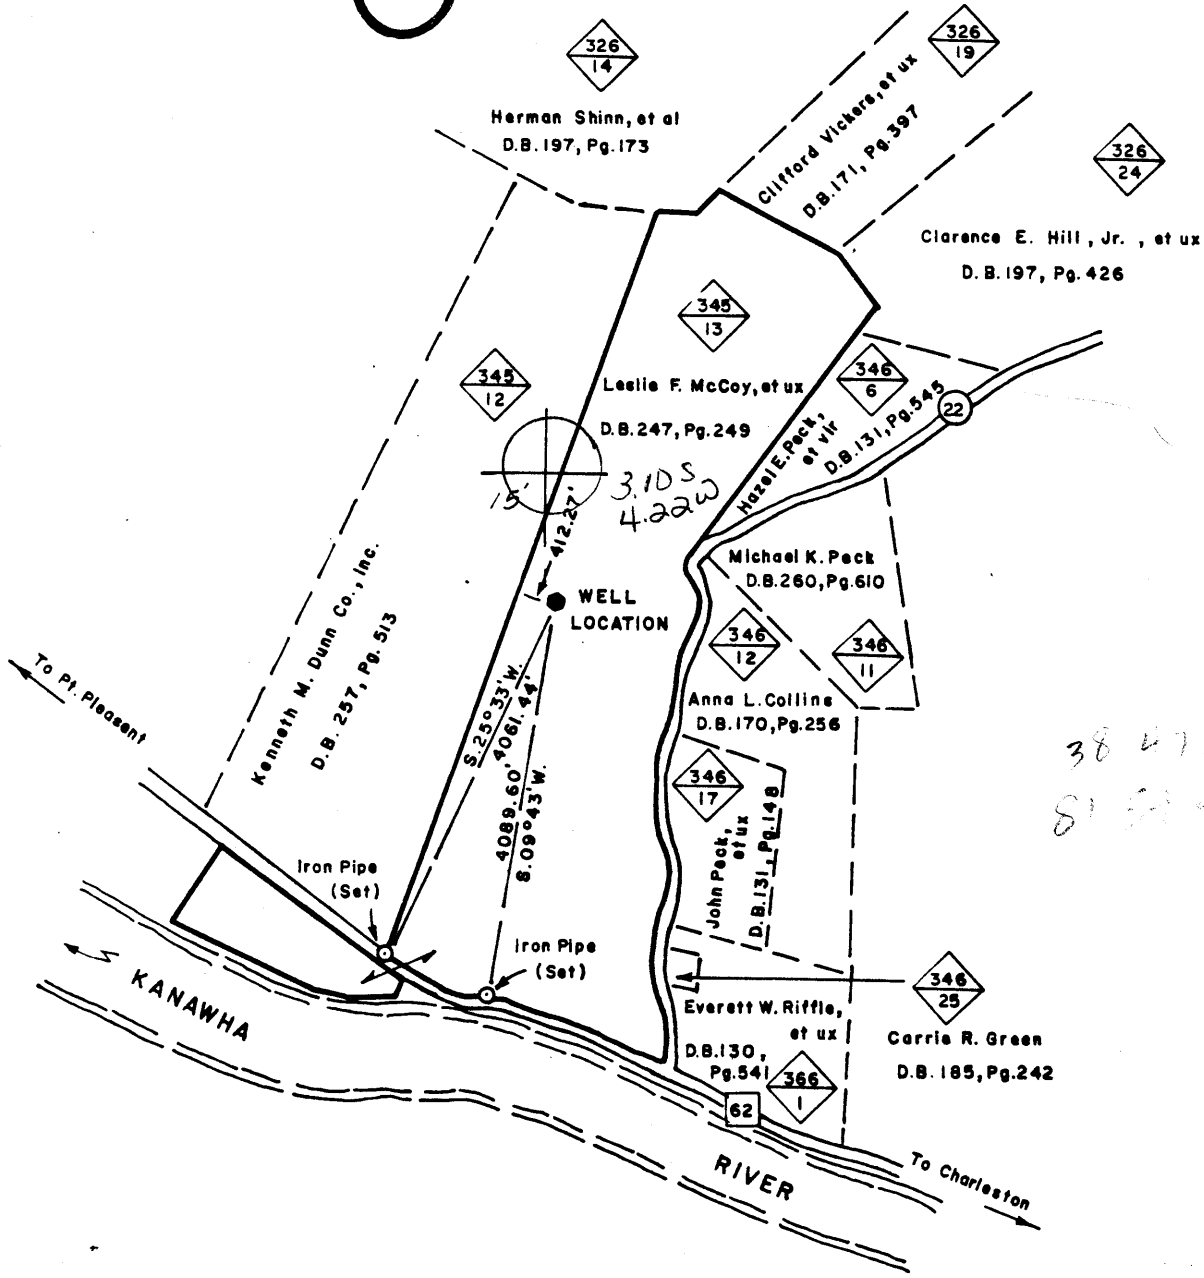 326
14
Herman Shinn, et al
D.B.197, Pg.173
326
19
Clifford Vickers, et ux
D.B.171, Pg.397
326
24
Clarence E. Hill, Jr. , et ux
D.B.197, Pg.426
345
13
Leslie F. McCoy, et ux
D.B.247, Pg.249
345
12
346
6
Hazel E. Peck,
et vir
D.B.131, Pg.545
22
15'
3.10 S
4.22 W
412.27'
WELL
LOCATION
Michael K. Peck
D.B.260, Pg.610
346
12
346
11
Anna L. Collins
D.B.170, Pg.256
Kenneth M. Dunn Co., Inc.
D.B. 257, Pg. 513
To Pt. Pleasent
S.25°33'W.
4061.44'
4089.60'
S.09°43'W.
346
17
John Peck,
et ux
D.B.131, Pg.148
38 47
81
Iron Pipe
(Set)
Iron Pipe
(Set)
346
25
Carrie R. Green
D.B.185, Pg.242
Everett W. Riffle,
et ux
D.B.130,
Pg.541
366
1
62
KANAWHA
RIVER
To Charleston